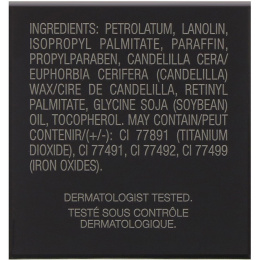 INGREDIENTS: PETROLATUM, LANOLIN,
ISOPROPYL PALMITATE, PARAFFIN,
PROPYLPARABEN, CANDELILLA CERA/
EUPHORBIA CERIFERA (CANDELILLA)
WAX/CIRE DE CANDELILLA, RETINYL
PALMITATE, GLYCINE SOJA (SOYBEAN)
OIL, TOCOPHEROL. MAY CONTAIN/PEUT
CONTENIR/(+/-): CI 77891 (TITANIUM
DIOXIDE), CI 77491, CI 77492, CI 77499
(IRON OXIDES).
DERMATOLOGIST TESTED.
TESTÉ SOUS CONTRÔLE
DERMATOLOGIQUE.